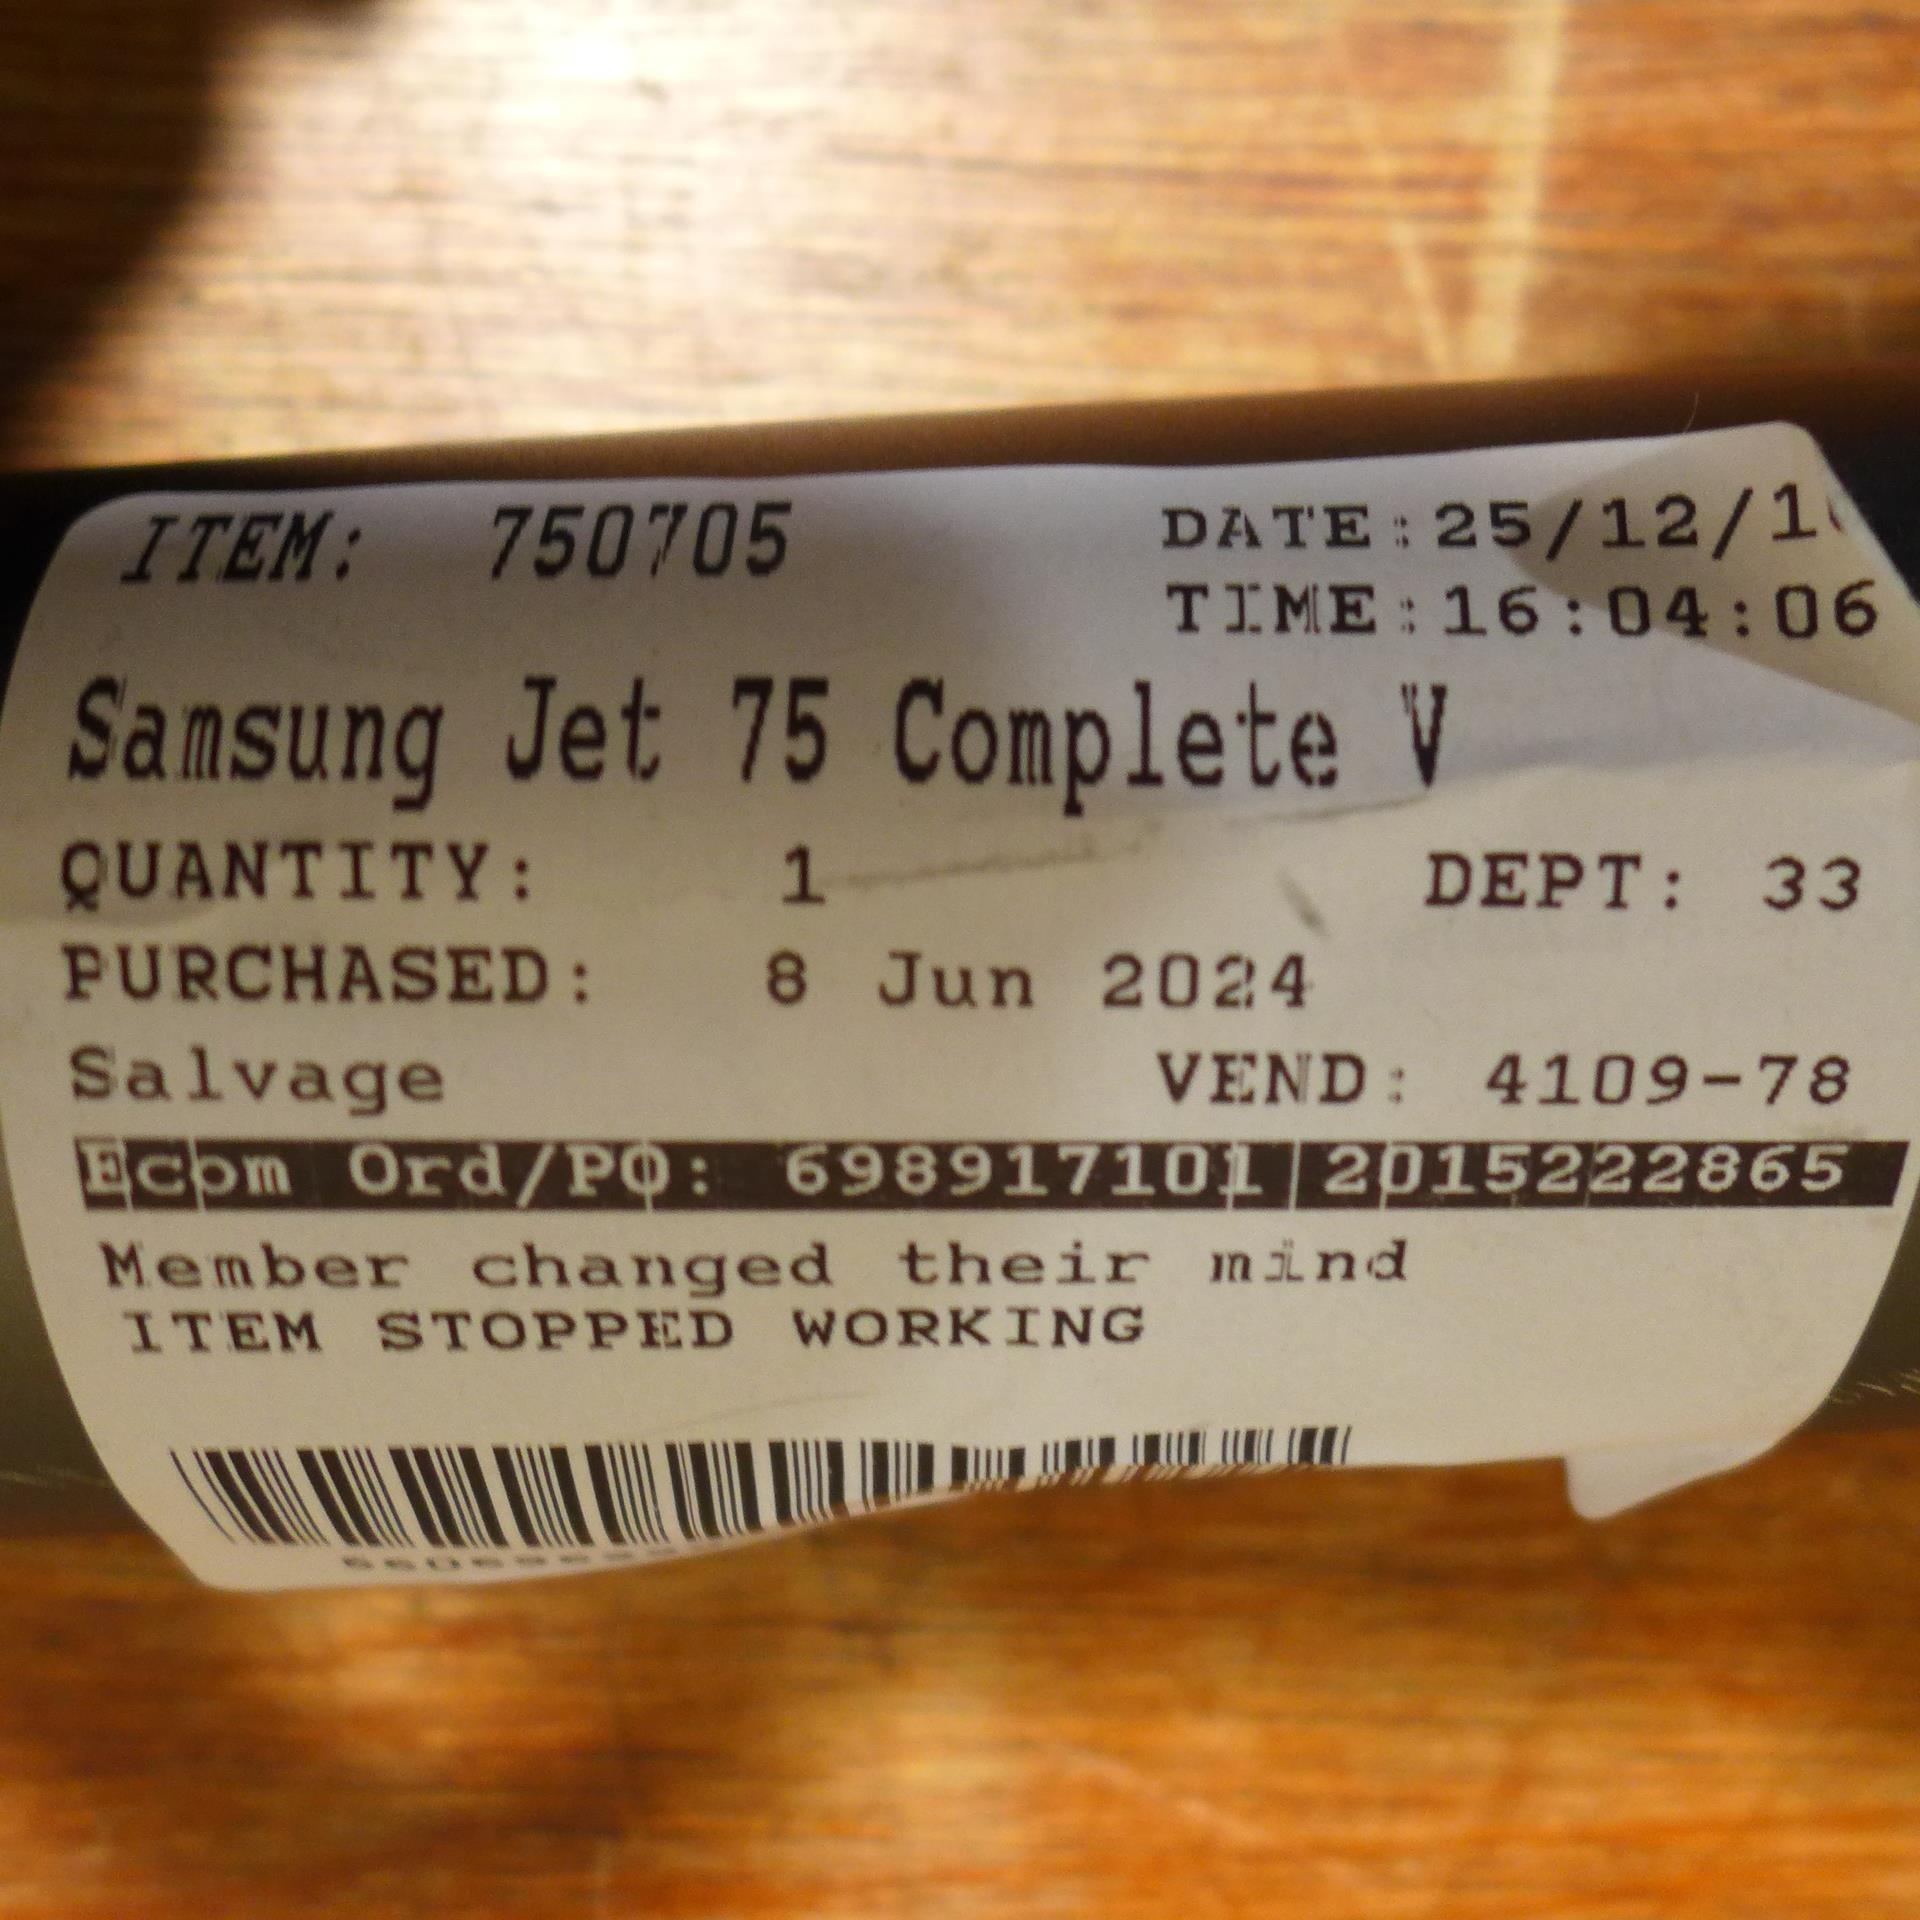 ITEM: 750705
DATE:25/12/1
TIME:16:04:06
Samsung Jet 75 Complete V
QUANTITY: 1 DEPT: 33
PURCHASED: 8 Jun 2024
Salvage VEND: 4109-78
Ecom Ord/PO: 698917101 2015222865
Member changed their mind
ITEM STOPPED WORKING